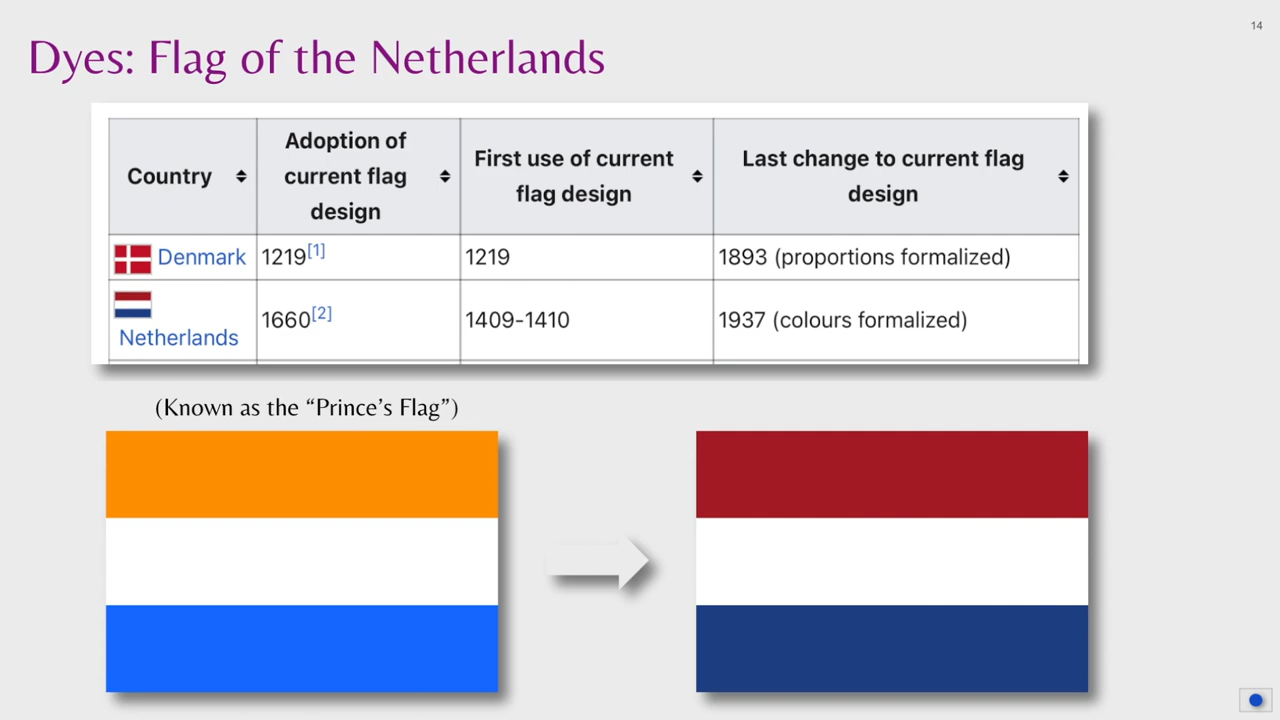 14
Dyes: Flag of the Netherlands
Country
Adoption of
current flag
design
First use of current
flag design
Last change to current flag
design
Denmark
1219[1]
1219
1893 (proportions formalized)
Netherlands
1660[2]
1409-1410
1937 (colours formalized)
(Known as the “Prince’s Flag”)